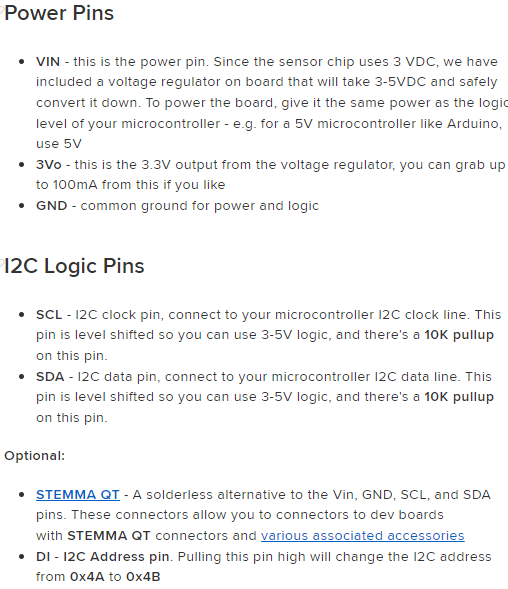 Power Pins
VIN - this is the power pin. Since the sensor chip uses 3 VDC, we have
included a voltage regulator on board that will take 3-5VDC and safely
convert it down. To power the board, give it the same power as the logic
level of your microcontroller - e.g. for a 5V microcontroller like Arduino,
use 5V
3Vo - this is the 3.3V output from the voltage regulator, you can grab up
to 100mA from this if you like
GND - common ground for power and logic
I2C Logic Pins
SCL - I2C clock pin, connect to your microcontroller I2C clock line. This
pin is level shifted so you can use 3-5V logic, and there's a 10K pullup
on this pin.
SDA - I2C data pin, connect to your microcontroller I2C data line. This
pin is level shifted so you can use 3-5V logic, and there's a 10K pullup
on this pin.
Optional:
STEMMA QT - A solderless alternative to the Vin, GND, SCL, and SDA
pins. These connectors allow you to connectors to dev boards
with STEMMA QT connectors and various associated accessories
DI - I2C Address pin. Pulling this pin high will change the I2C address
from 0x4A to 0x4B